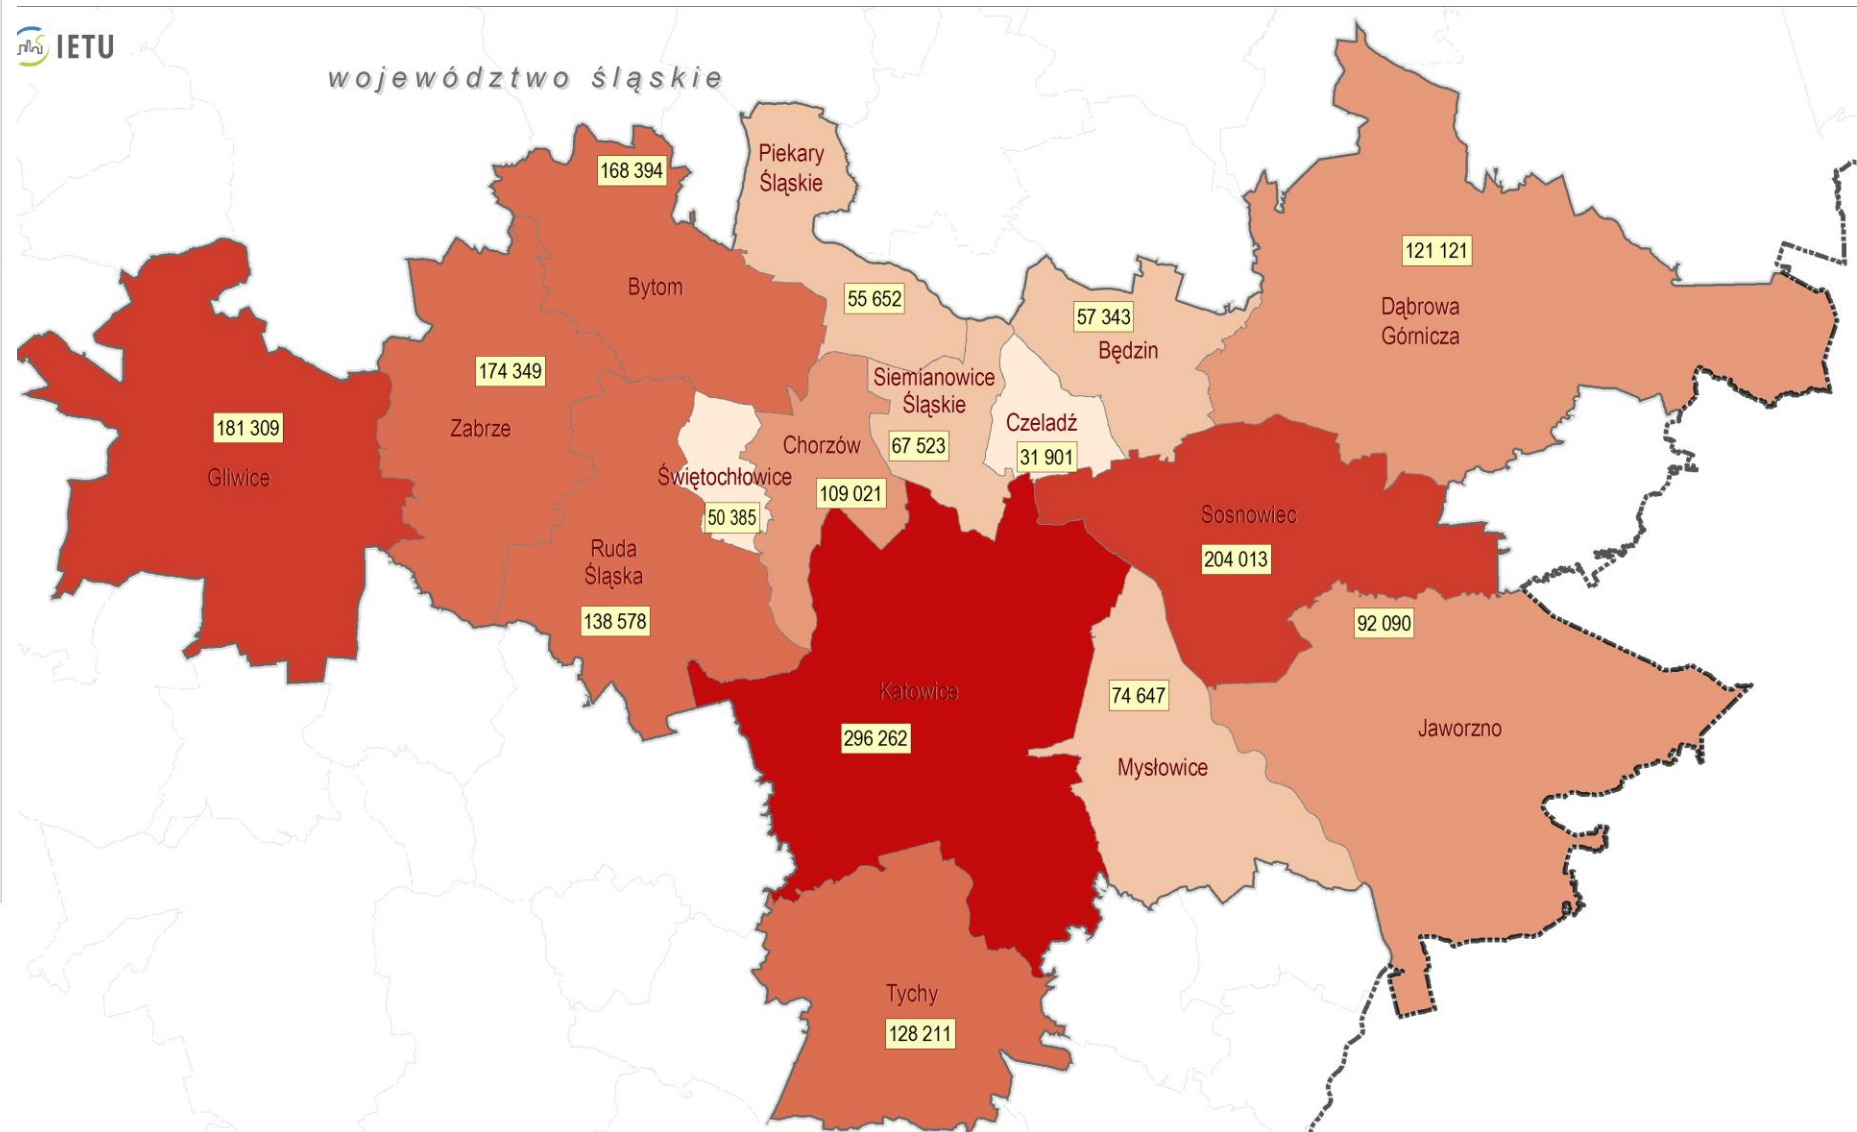 IETU
województwo śląskie
168 394
Piekary
Śląskie
121 121
Bytom
55 652
57 343
Dąbrowa
Górnicza
Będzin
174 349
Siemianowice
Śląskie
181 309
Zabrze
Chorzów
67 523
Czeladź
31 901
Gliwice
Świętochłowice
109 021
50 385
Sosnowiec
204 013
Ruda
Śląska
138 578
92 090
Katowice
74 647
296 262
Jaworzno
Mysłowice
Tychy
128 211